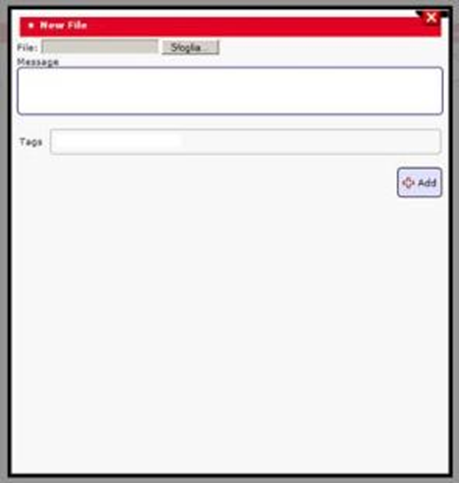 New File
File: Sfoglia...
Message
Tags
Add